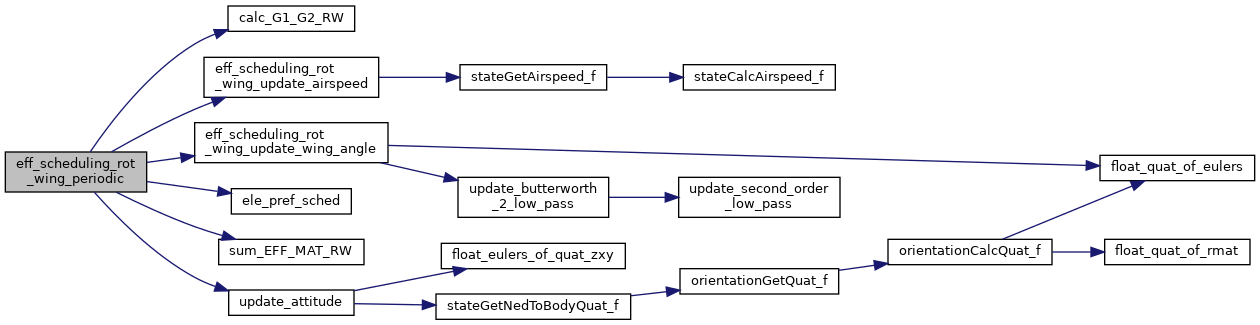 calc_G1_G2_RW
eff_scheduling_rot
_wing_update_airspeed
stateGetAirspeed_f
stateCalcAirspeed_f
eff_scheduling_rot
_wing_update_wing_angle
eff_scheduling_rot
_wing_periodic
float_quat_of_eulers
update_butterworth
_2_low_pass
update_second_order
_low_pass
ele_pref_sched
sum_EFF_MAT_RW
float_eulers_of_quat_zxy
orientationCalcQuat_f
float_quat_of_rmat
orientationGetQuat_f
update_attitude
stateGetNedToBodyQuat_f